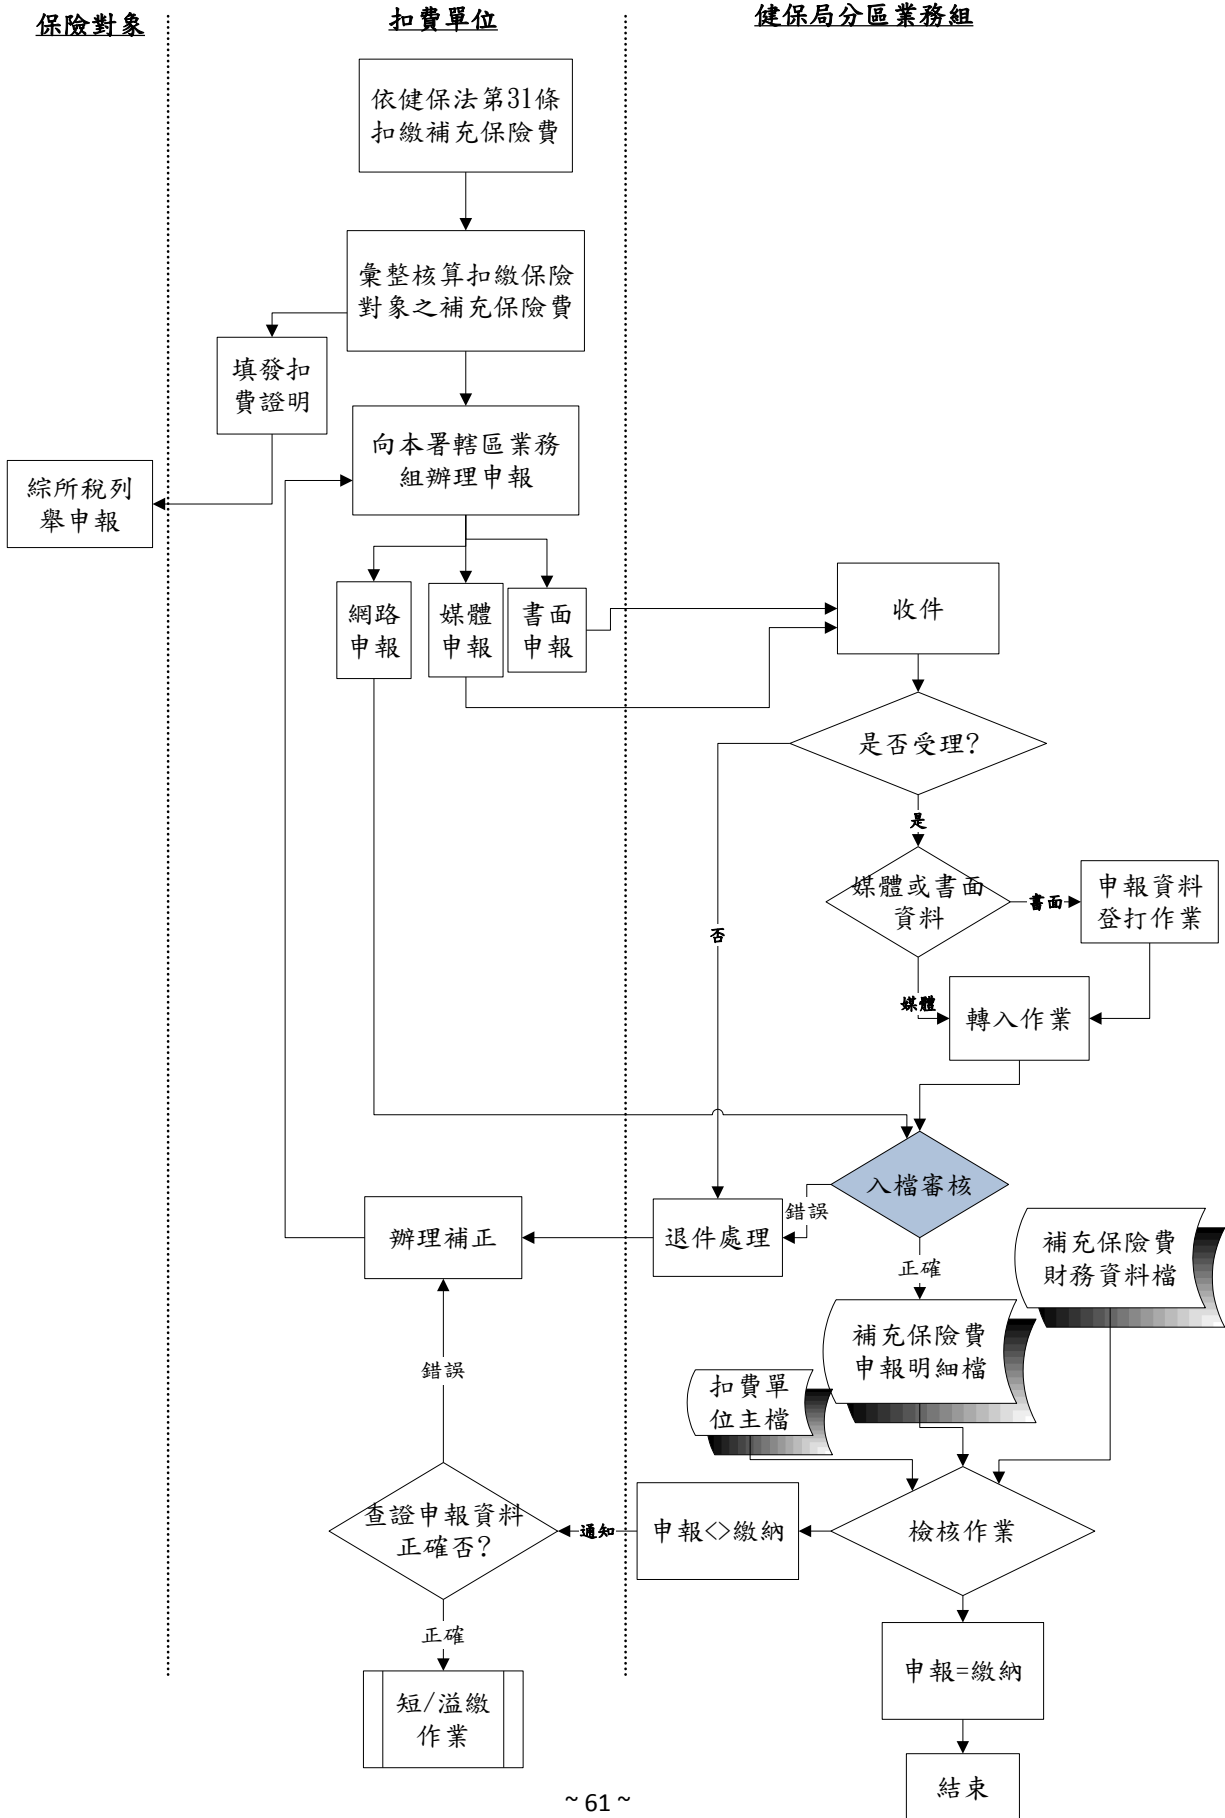 保險對象
扣費單位
健保局分區業務組
依健保法第31條
扣繳補充保險費
彙整核算扣繳保險
對象之補充保險費
填發扣
費證明
向本署轄區業務
組辦理申報
綜所稅列
舉申報
網路
申報
媒體
申報
書面
申報
收件
是否受理?
是
否
媒體或書面
資料
書面
申報資料
登打作業
媒體
轉入作業
入檔審核
錯誤
退件處理
辦理補正
正確
補充保險費
財務資料檔
補充保險費
申報明細檔
扣費單
位主檔
錯誤
查證申報資料
正確否?
通知
申報<>繳納
檢核作業
正確
短/溢繳
作業
申報=繳納
結束
~ 61 ~